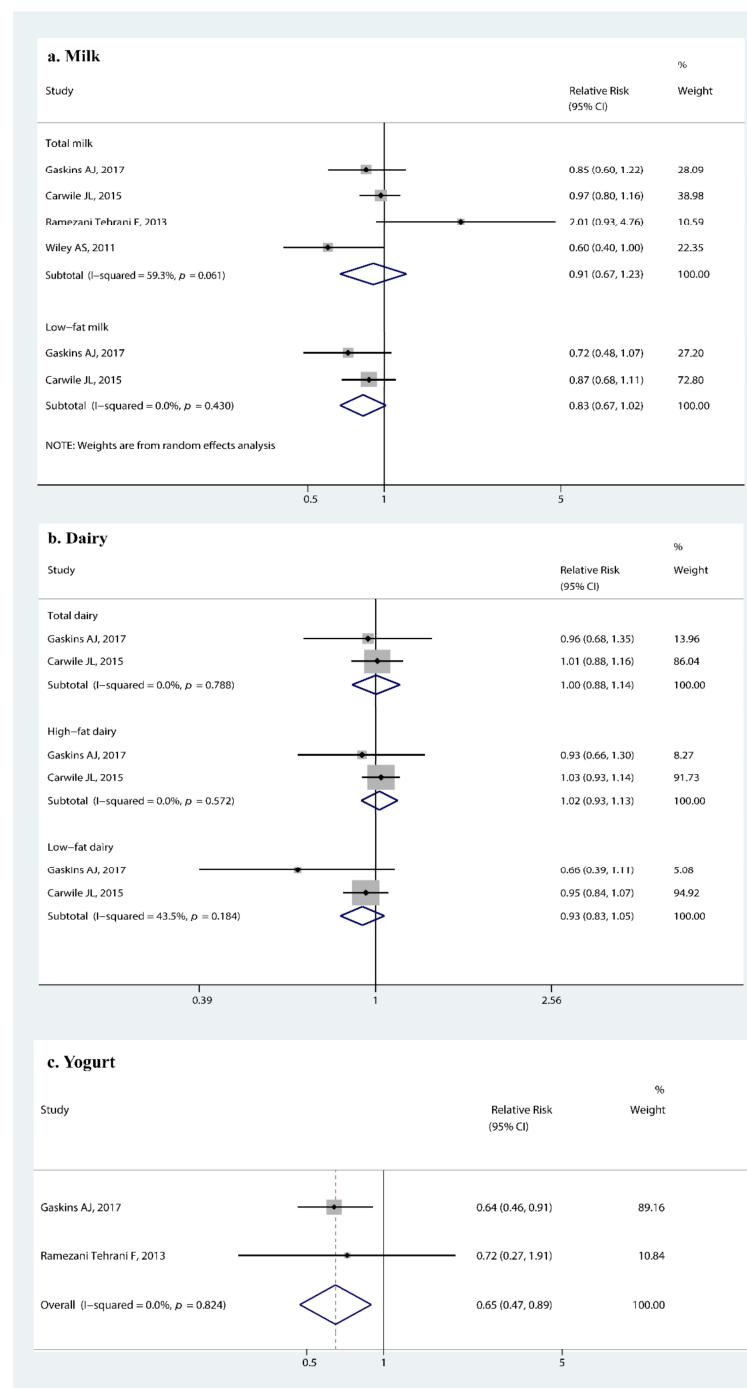 a. Milk
%
Study Relative Risk Weight
(95% CI)
Total milk
Gaskins AJ, 2017 0.85 (0.60, 1.22) 28.09
Carwile JL, 2015 0.97 (0.80, 1.16) 38.98
Ramezani Tehrani F, 2013 2.01 (0.93, 4.76) 10.59
Wiley AS, 2011 0.60 (0.40, 1.00) 22.35
Subtotal (I−squared = 59.3%, p = 0.061) 0.91 (0.67, 1.23) 100.00
Low−fat milk
Gaskins AJ, 2017 0.72 (0.48, 1.07) 27.20
Carwile JL, 2015 0.87 (0.68, 1.11) 72.80
Subtotal (I−squared = 0.0%, p = 0.430) 0.83 (0.67, 1.02) 100.00
NOTE: Weights are from random effects analysis
0.5 1 5
b. Dairy
%
Study Relative Risk Weight
(95% CI)
Total dairy
Gaskins AJ, 2017 0.96 (0.68, 1.35) 13.96
Carwile JL, 2015 1.01 (0.88, 1.16) 86.04
Subtotal (I−squared = 0.0%, p = 0.788) 1.00 (0.88, 1.14) 100.00
High−fat dairy
Gaskins AJ, 2017 0.93 (0.66, 1.30) 8.27
Carwile JL, 2015 1.03 (0.93, 1.14) 91.73
Subtotal (I−squared = 0.0%, p = 0.572) 1.02 (0.93, 1.13) 100.00
Low−fat dairy
Gaskins AJ, 2017 0.66 (0.39, 1.11) 5.08
Carwile JL, 2015 0.95 (0.84, 1.07) 94.92
Subtotal (I−squared = 43.5%, p = 0.184) 0.93 (0.83, 1.05) 100.00
0.39 1 2.56
c. Yogurt
%
Study Relative Risk Weight
(95% CI)
Gaskins AJ, 2017 0.64 (0.46, 0.91) 89.16
Ramezani Tehrani F, 2013 0.72 (0.27, 1.91) 10.84
Overall (I−squared = 0.0%, p = 0.824) 0.65 (0.47, 0.89) 100.00
0.5 1 5